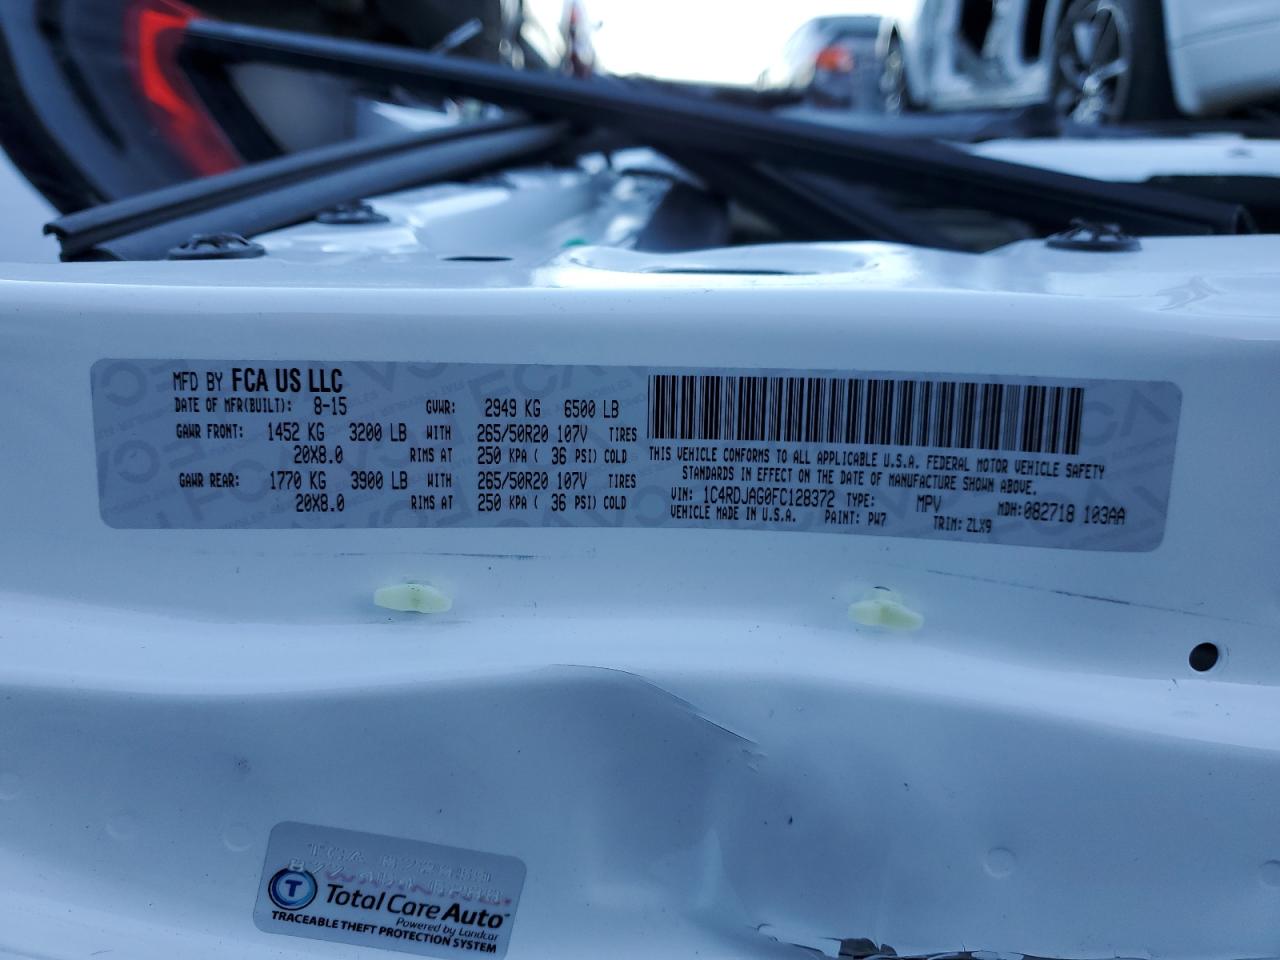 MFD BY FCA US LLC
DATE OF MFR(BUILT): 8-15 GVWR: 2949 KG 6500 LB
GAWR FRONT: 1452 KG 3200 LB WITH 265/50R20 107V TIRES
20X8.0 RIMS AT 250 KPA ( 36 PSI) COLD
GAWR REAR: 1770 KG 3900 LB WITH 265/50R20 107V TIRES
20X8.0 RIMS AT 250 KPA ( 36 PSI) COLD
THIS VEHICLE CONFORMS TO ALL APPLICABLE U.S.A. FEDERAL MOTOR VEHICLE SAFETY
STANDARDS IN EFFECT ON THE DATE OF MANUFACTURE SHOWN ABOVE.
VIN: 1C4RDJAG0FC128372 TYPE: MPV MDH:082718 103AA
VEHICLE MADE IN U.S.A. PAINT: PW7 TRIM: ZLX9
T Total Care Auto
Powered by Landcar
TRACEABLE THEFT PROTECTION SYSTEM